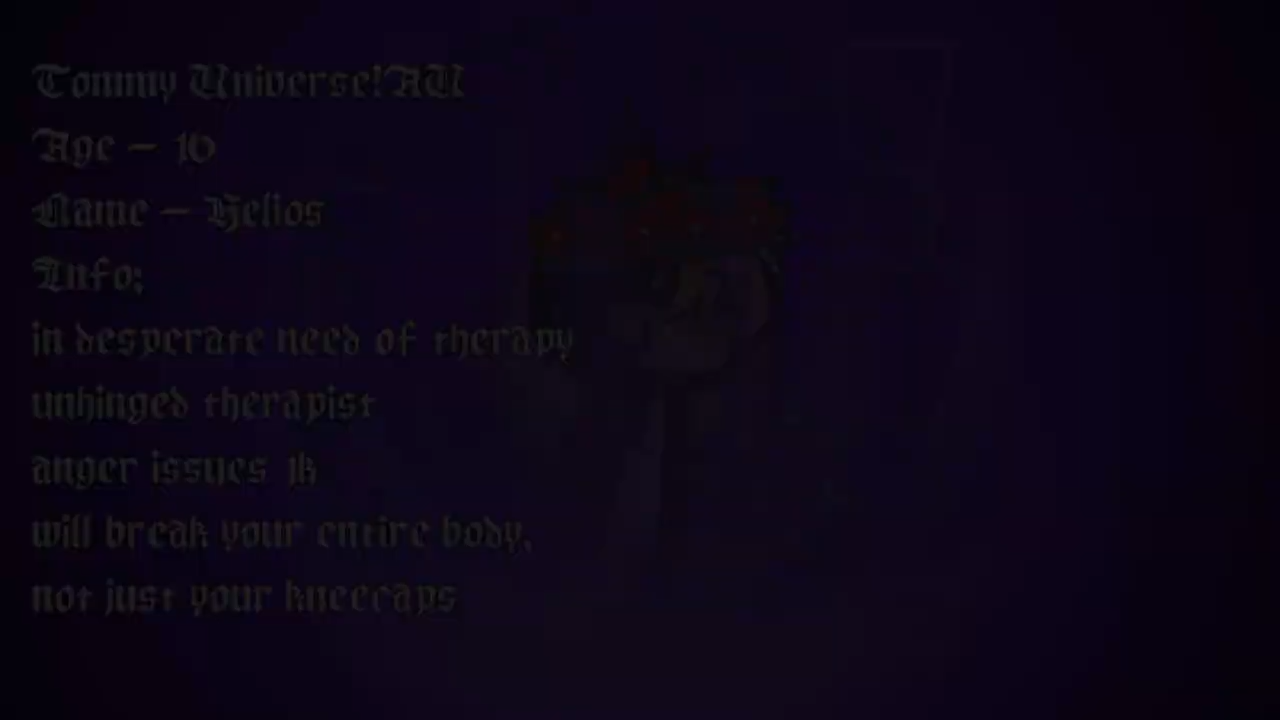 Tommy Universe!AU
Age - 16
Name - Helios
Info;
in desperate need of therapy
unhinged therapist
anger issues jk
will break your entire body,
not just your kneecaps